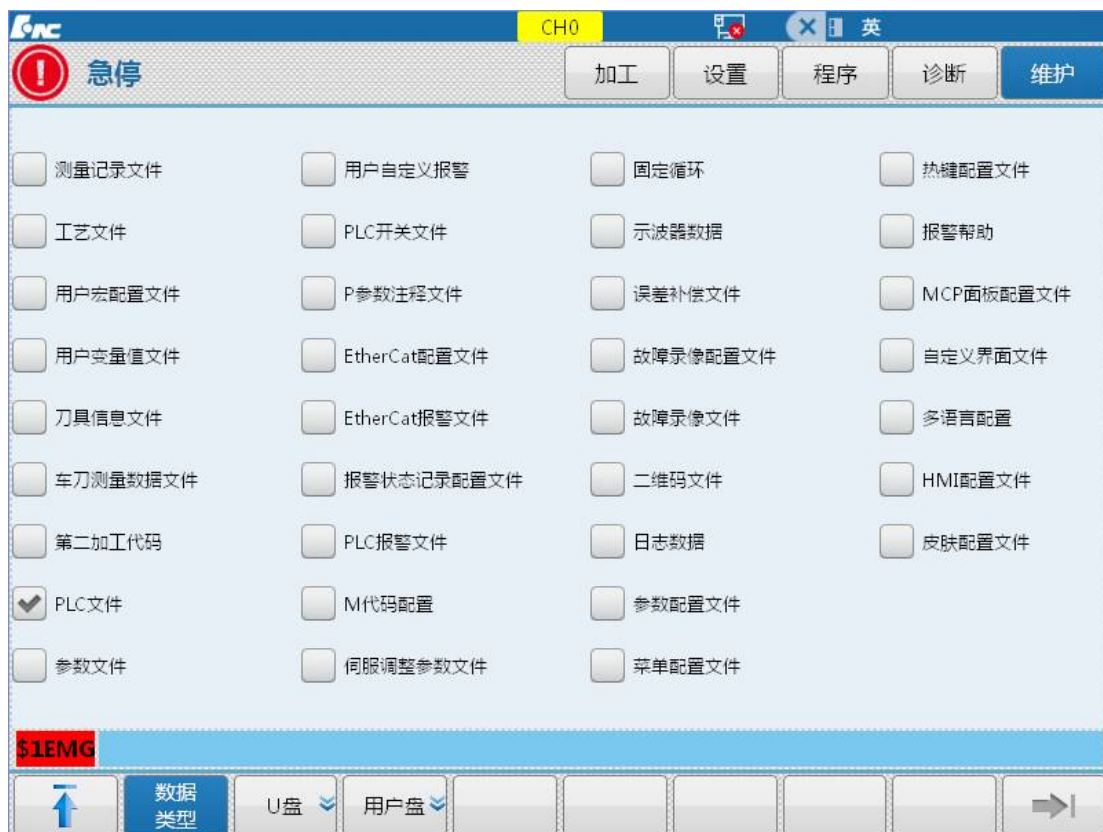 CH0
英
急停
加工 设置 程序 诊断 维护
测量记录文件 用户自定义报警 固定循环 热键配置文件
工艺文件 PLC开关文件 示波器数据 报警帮助
用户宏配置文件 P参数注释文件 误差补偿文件 MCP面板配置文件
用户变量值文件 EtherCat配置文件 故障录像配置文件 自定义界面文件
刀具信息文件 EtherCat报警文件 故障录像文件 多语言配置
车刀测量数据文件 报警状态记录配置文件 二维码文件 HMI配置文件
第二加工代码 PLC报警文件 日志数据 皮肤配置文件
PLC文件 M代码配置 参数配置文件
参数文件 伺服调整参数文件 菜单配置文件
$1EMG
数据
类型
U盘 用户盘